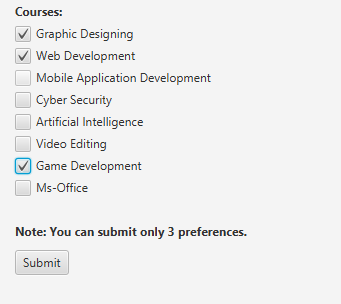 Courses:
Graphic Designing
Web Development
Mobile Application Development
Cyber Security
Artificial Intelligence
Video Editing
Game Development
Ms-Office
Note: You can submit only 3 preferences.
Submit